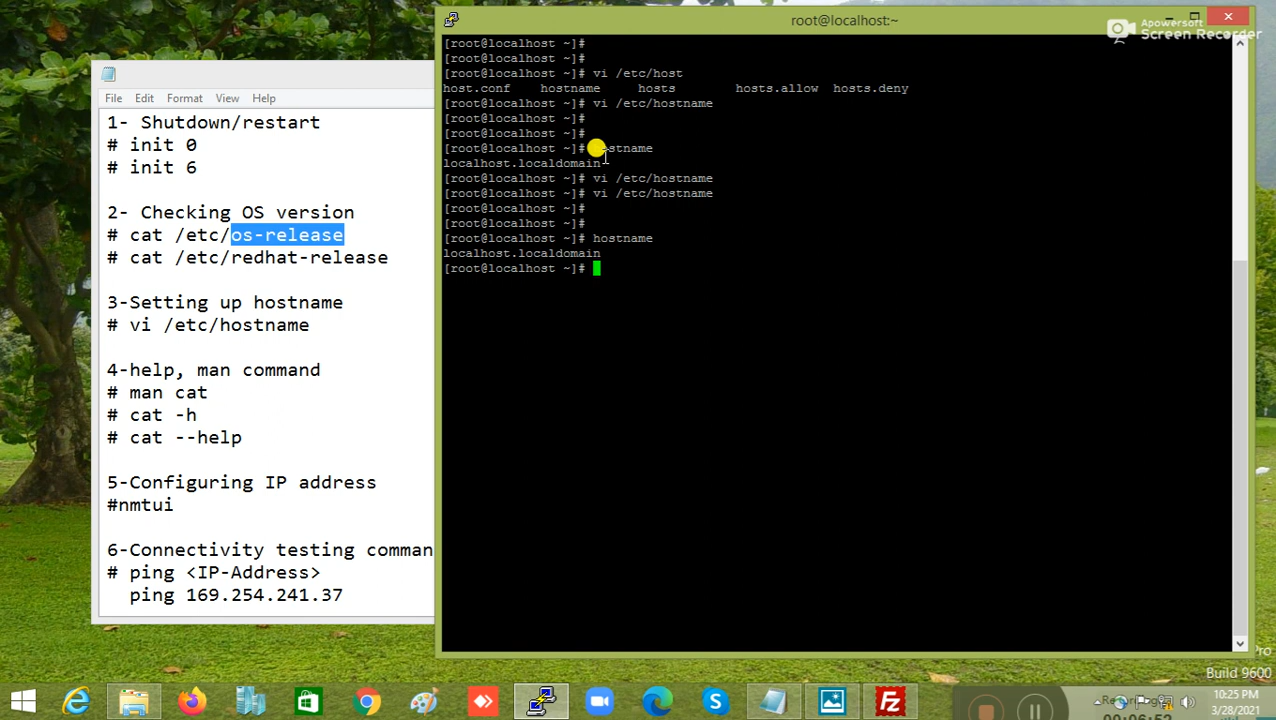 root@localhost:~
Apowersoft
Screen Recorder
File Edit Format View Help
1- Shutdown/restart
# init 0
# init 6
2- Checking OS version
# cat /etc/os-release
# cat /etc/redhat-release
3-Setting up hostname
# vi /etc/hostname
4-help, man command
# man cat
# cat -h
# cat --help
5-Configuring IP address
#nmtui
6-Connectivity testing comman
# ping <IP-Address>
ping 169.254.241.37
[root@localhost ~]#
[root@localhost ~]#
[root@localhost ~]# vi /etc/host
host.conf hostname hosts hosts.allow hosts.deny
[root@localhost ~]# vi /etc/hostname
[root@localhost ~]#
[root@localhost ~]#
[root@localhost ~]# hostname
localhost.localdomain
[root@localhost ~]# vi /etc/hostname
[root@localhost ~]# vi /etc/hostname
[root@localhost ~]#
[root@localhost ~]#
[root@localhost ~]# hostname
localhost.localdomain
[root@localhost ~]#
Pro
Build 9600
10:25 PM
3/28/2021